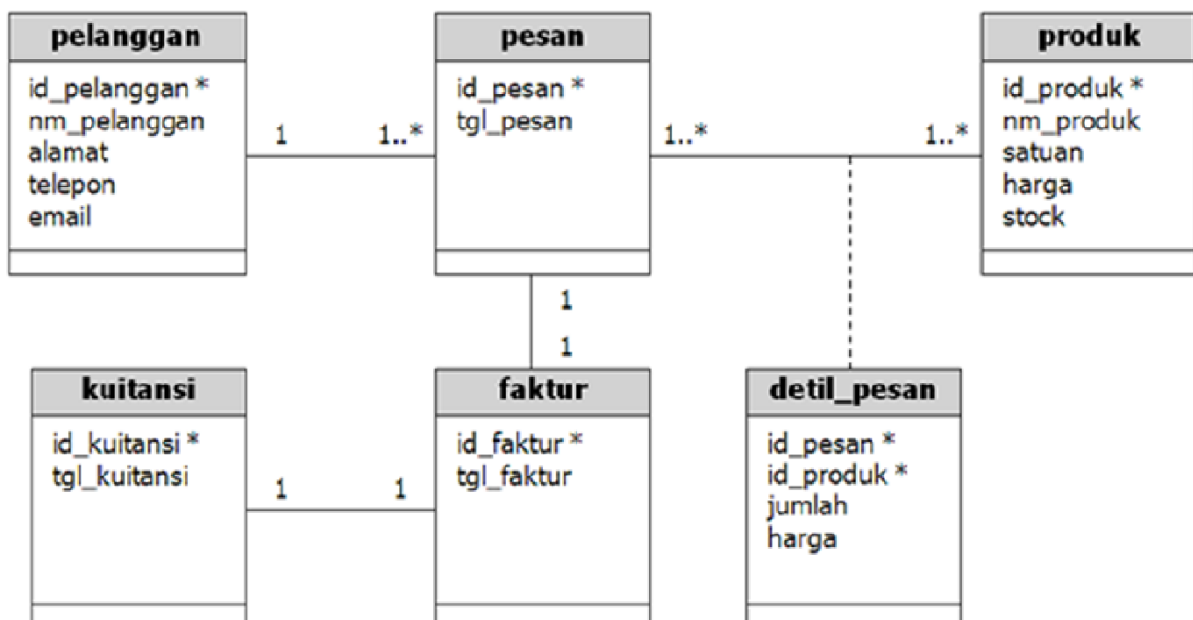 pelanggan
id_pelanggan *
nm_pelanggan
alamat
telepon
email
1
1..*
pesan
id_pesan *
tgl_pesan
1..*
1..*
produk
id_produk *
nm_produk
satuan
harga
stock
1
1
kuitansi
id_kuitansi *
tgl_kuitansi
1
1
faktur
id_faktur *
tgl_faktur
detil_pesan
id_pesan *
id_produk *
jumlah
harga